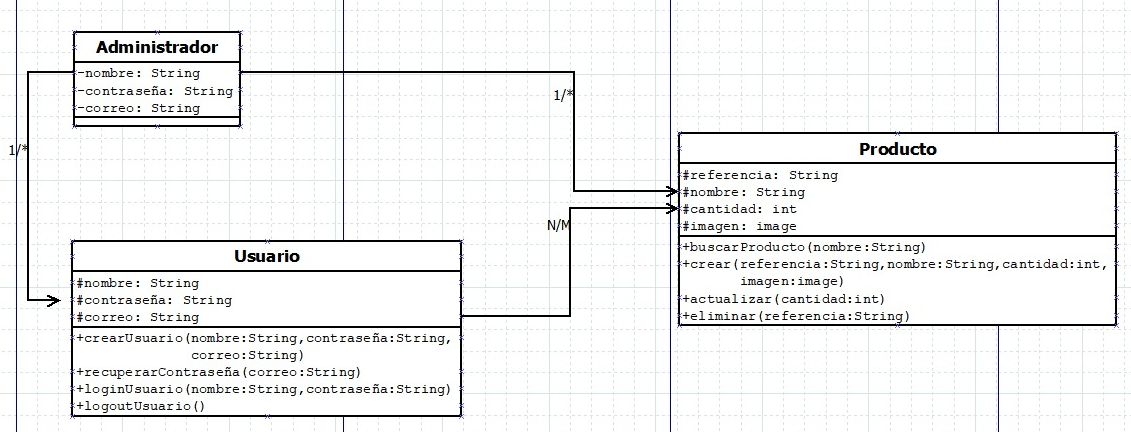 Administrador
-nombre: String
-contraseña: String
-correo: String
1/*
1/*
Producto
#referencia: String
#nombre: String
#cantidad: int
#imagen: image
+buscarProducto(nombre:String)
+crear(referencia:String,nombre:String,cantidad:int,
imagen:image)
+actualizar(cantidad:int)
+eliminar(referencia:String)
N/M
Usuario
#nombre: String
#contraseña: String
#correo: String
+crearUsuario(nombre:String,contraseña:String,
correo:String)
+recuperarContraseña(correo:String)
+loginUsuario(nombre:String,contraseña:String)
+logoutUsuario()